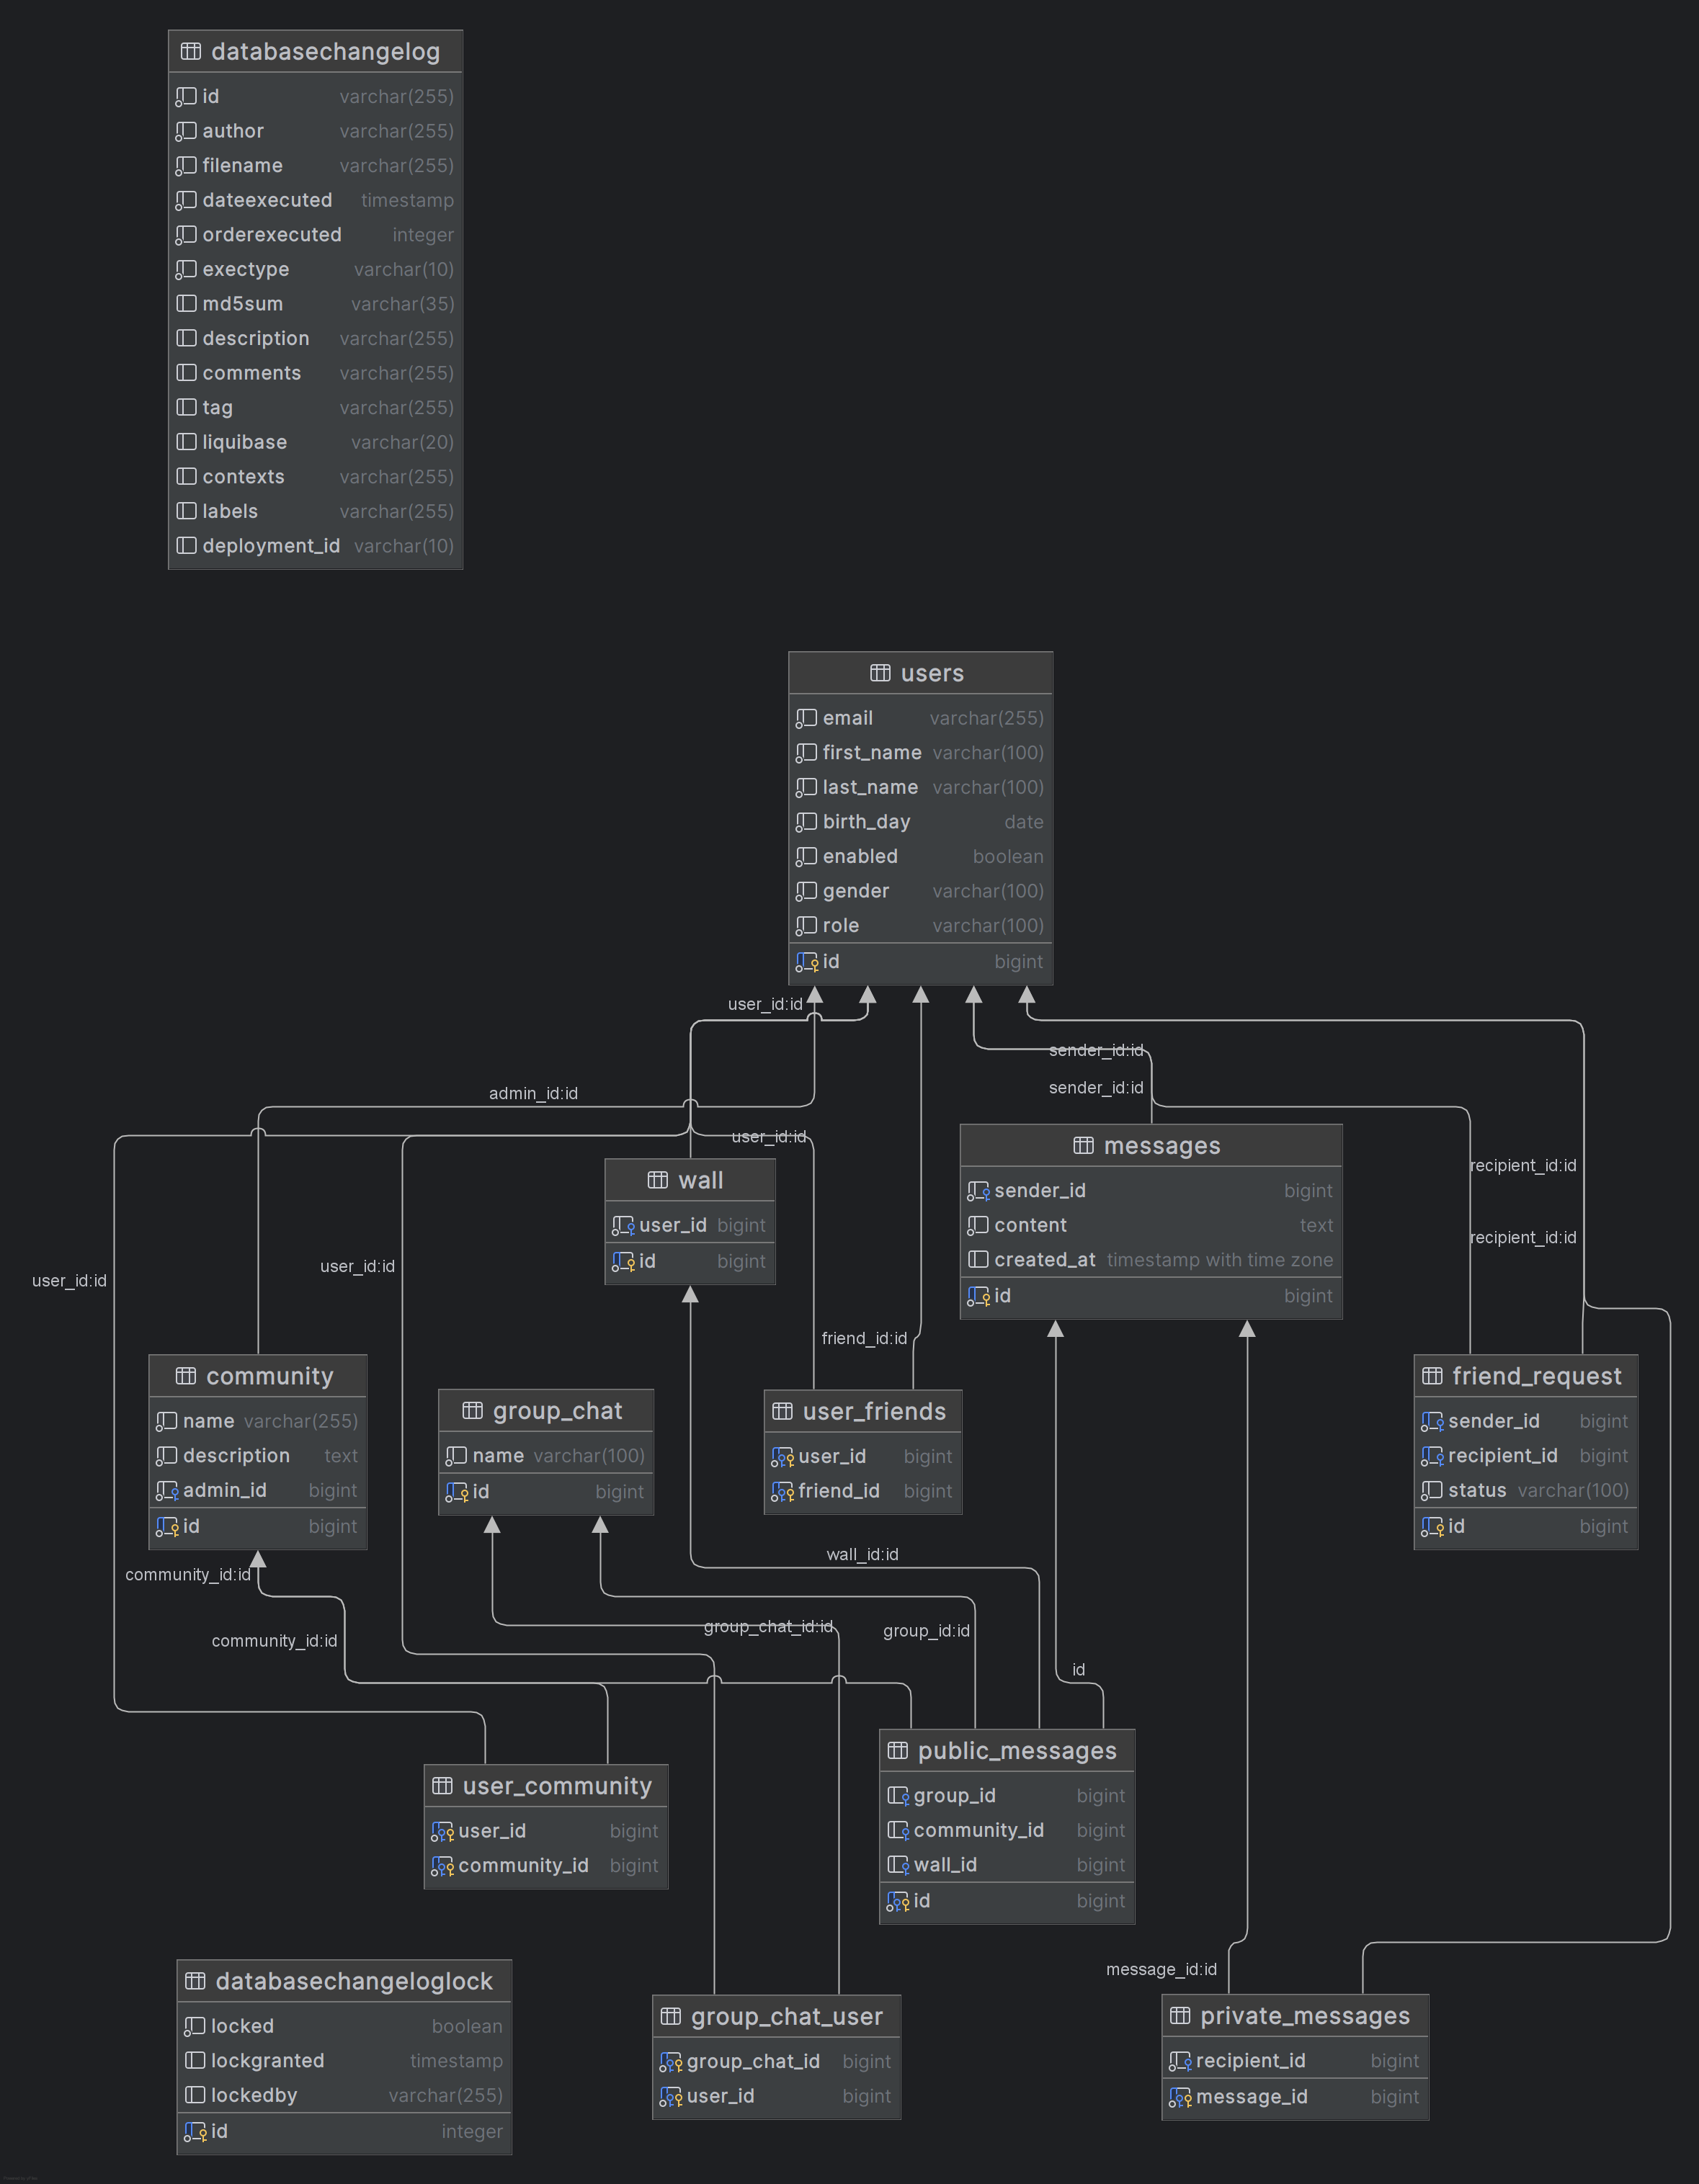 databasechangelog
id varchar(255)
author varchar(255)
filename varchar(255)
dateexecuted timestamp
orderexecuted integer
exectype varchar(10)
md5sum varchar(35)
description varchar(255)
comments varchar(255)
tag varchar(255)
liquibase varchar(20)
contexts varchar(255)
labels varchar(255)
deployment_id varchar(10)
users
email varchar(255)
first_name varchar(100)
last_name varchar(100)
birth_day date
enabled boolean
gender varchar(100)
role varchar(100)
id bigint
user_id:id
sender_id:id
sender_id:id
admin_id:id
user_id:id
recipient_id:id
recipient_id:id
user_id:id
user_id:id
friend_id:id
wall
user_id bigint
id bigint
messages
sender_id bigint
content text
created_at timestamp with time zone
id bigint
community
name varchar(255)
description text
admin_id bigint
id bigint
group_chat
name varchar(100)
id bigint
user_friends
user_id bigint
friend_id bigint
friend_request
sender_id bigint
recipient_id bigint
status varchar(100)
id bigint
wall_id:id
community_id:id
group_chat_id:id
group_id:id
community_id:id
id
user_community
user_id bigint
community_id bigint
public_messages
group_id bigint
community_id bigint
wall_id bigint
id bigint
message_id:id
databasechangeloglock
locked boolean
lockgranted timestamp
lockedby varchar(255)
id integer
group_chat_user
group_chat_id bigint
user_id bigint
private_messages
recipient_id bigint
message_id bigint